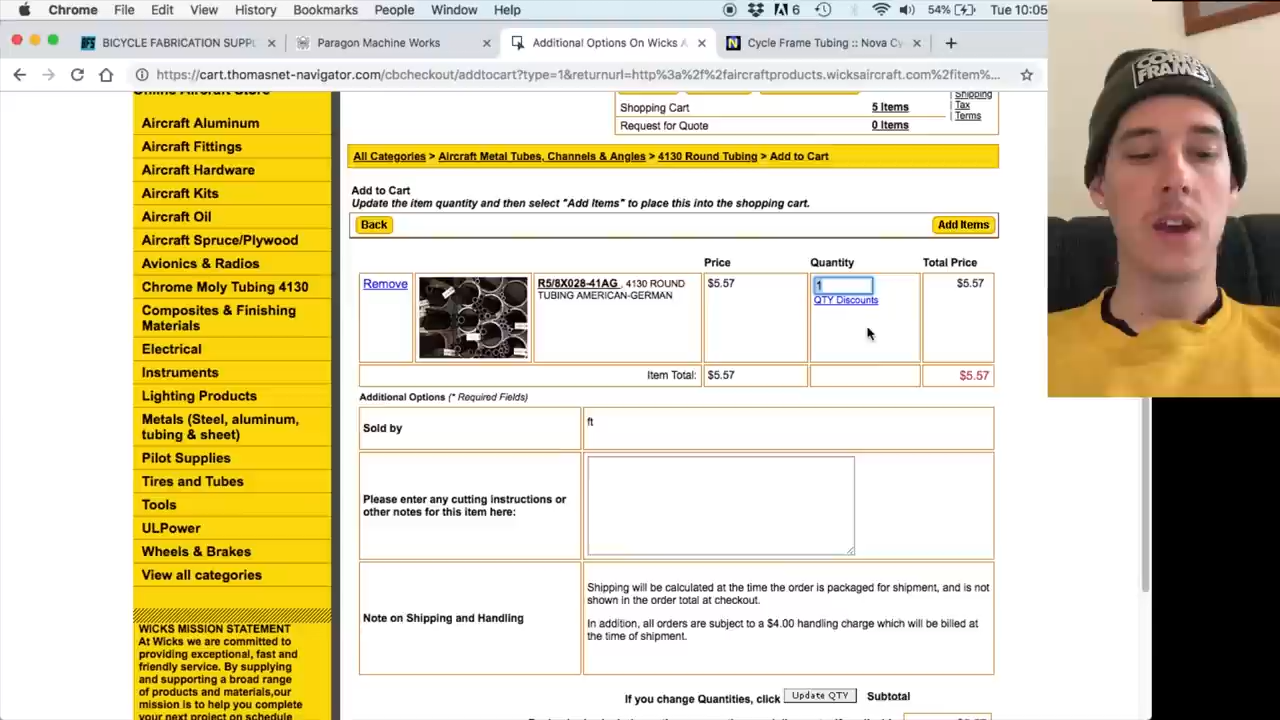 Chrome File Edit View History Bookmarks People Window Help 6 54% Tue 10:05
BICYCLE FABRICATION SUPP × Paragon Machine Works × Additional Options On Wicks A × Cycle Frame Tubing :: Nova Cy × +
https://cart.thomasnet-navigator.com/cbcheckout/addtocart?type=1&returnurl=http%3a%2f%2faircraftproducts.wicksaircraft.com%2fitem%...
Online Aircraft Store
Aircraft Aluminum
Aircraft Fittings
Aircraft Hardware
Aircraft Kits
Aircraft Oil
Aircraft Spruce/Plywood
Avionics & Radios
Chrome Moly Tubing 4130
Composites & Finishing
Materials
Electrical
Instruments
Lighting Products
Metals (Steel, aluminum,
tubing & sheet)
Pilot Supplies
Tires and Tubes
Tools
ULPower
Wheels & Brakes
View all categories
WICKS MISSION STATEMENT
At Wicks we are committed to
providing exceptional, fast and
friendly service. By supplying
and supporting a broad range
of products and materials,our
mission is to help you complete
your next project on schedule
Shopping Cart 5 Items
Request for Quote 0 Items
Shipping
Tax
Terms
All Categories > Aircraft Metal Tubes, Channels & Angles > 4130 Round Tubing > Add to Cart
Add to Cart
Update the item quantity and then select "Add Items" to place this into the shopping cart.
Back Add Items
Price Quantity Total Price
Remove R5/8X028-41AG , 4130 ROUND $5.57 1 $5.57
TUBING AMERICAN-GERMAN QTY Discounts
Item Total: $5.57 $5.57
Additional Options (* Required Fields)
Sold by ft
Please enter any cutting instructions or
other notes for this item here:
Note on Shipping and Handling
Shipping will be calculated at the time the order is packaged for shipment, and is not
shown in the order total at checkout.
In addition, all orders are subject to a $4.00 handling charge which will be billed at
the time of shipment.
If you change Quantities, click Update QTY Subtotal
COBRA
FRAMES